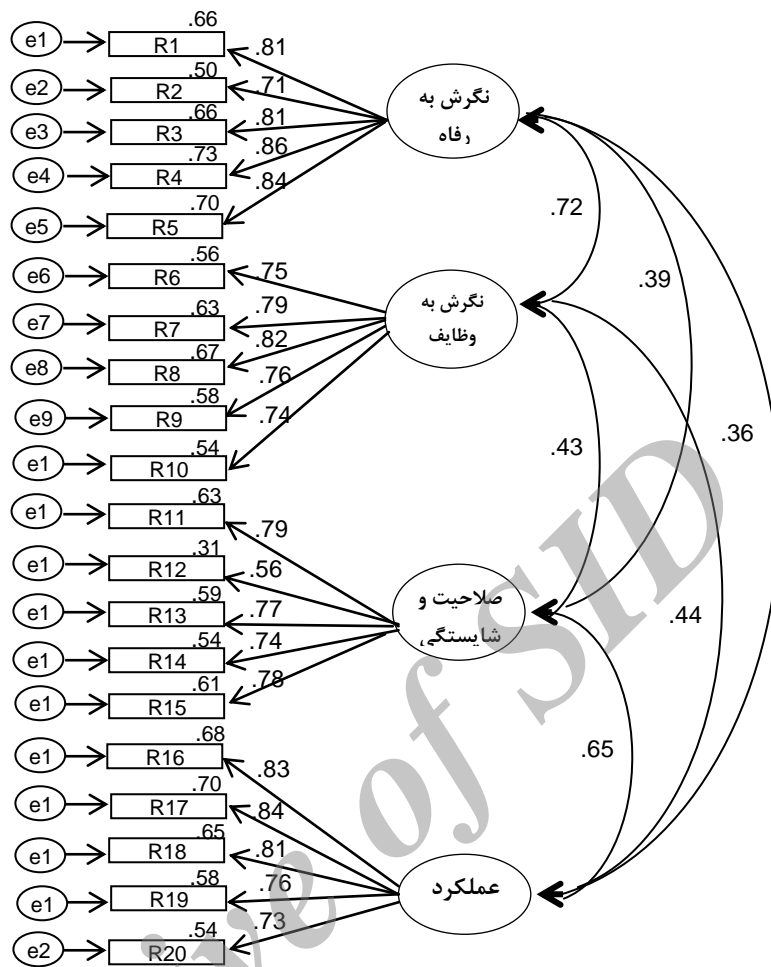 .66
e1 R1 .81
.50
e2 R2 .71
.66
e3 R3 .81
.73
e4 R4 .86
.70
e5 R5 .84
نگرش به
رفاه
.56
e6 R6 .75
.63
e7 R7 .79
.67
e8 R8 .82
.58
e9 R9 .76
.54
e1 R10 .74
نگرش به
وظایف
.63
e1 R11 .79
.31
e1 R12 .56
.59
e1 R13 .77
.54
e1 R14 .74
.61
e1 R15 .78
صلاحیت و
شایستگی
.68
e1 R16 .83
.70
e1 R17 .84
.65
e1 R18 .81
.58
e1 R19 .76
.54
e2 R20 .73
عملکرد
.72
.39
.36
.43
.44
.65
ive of SID